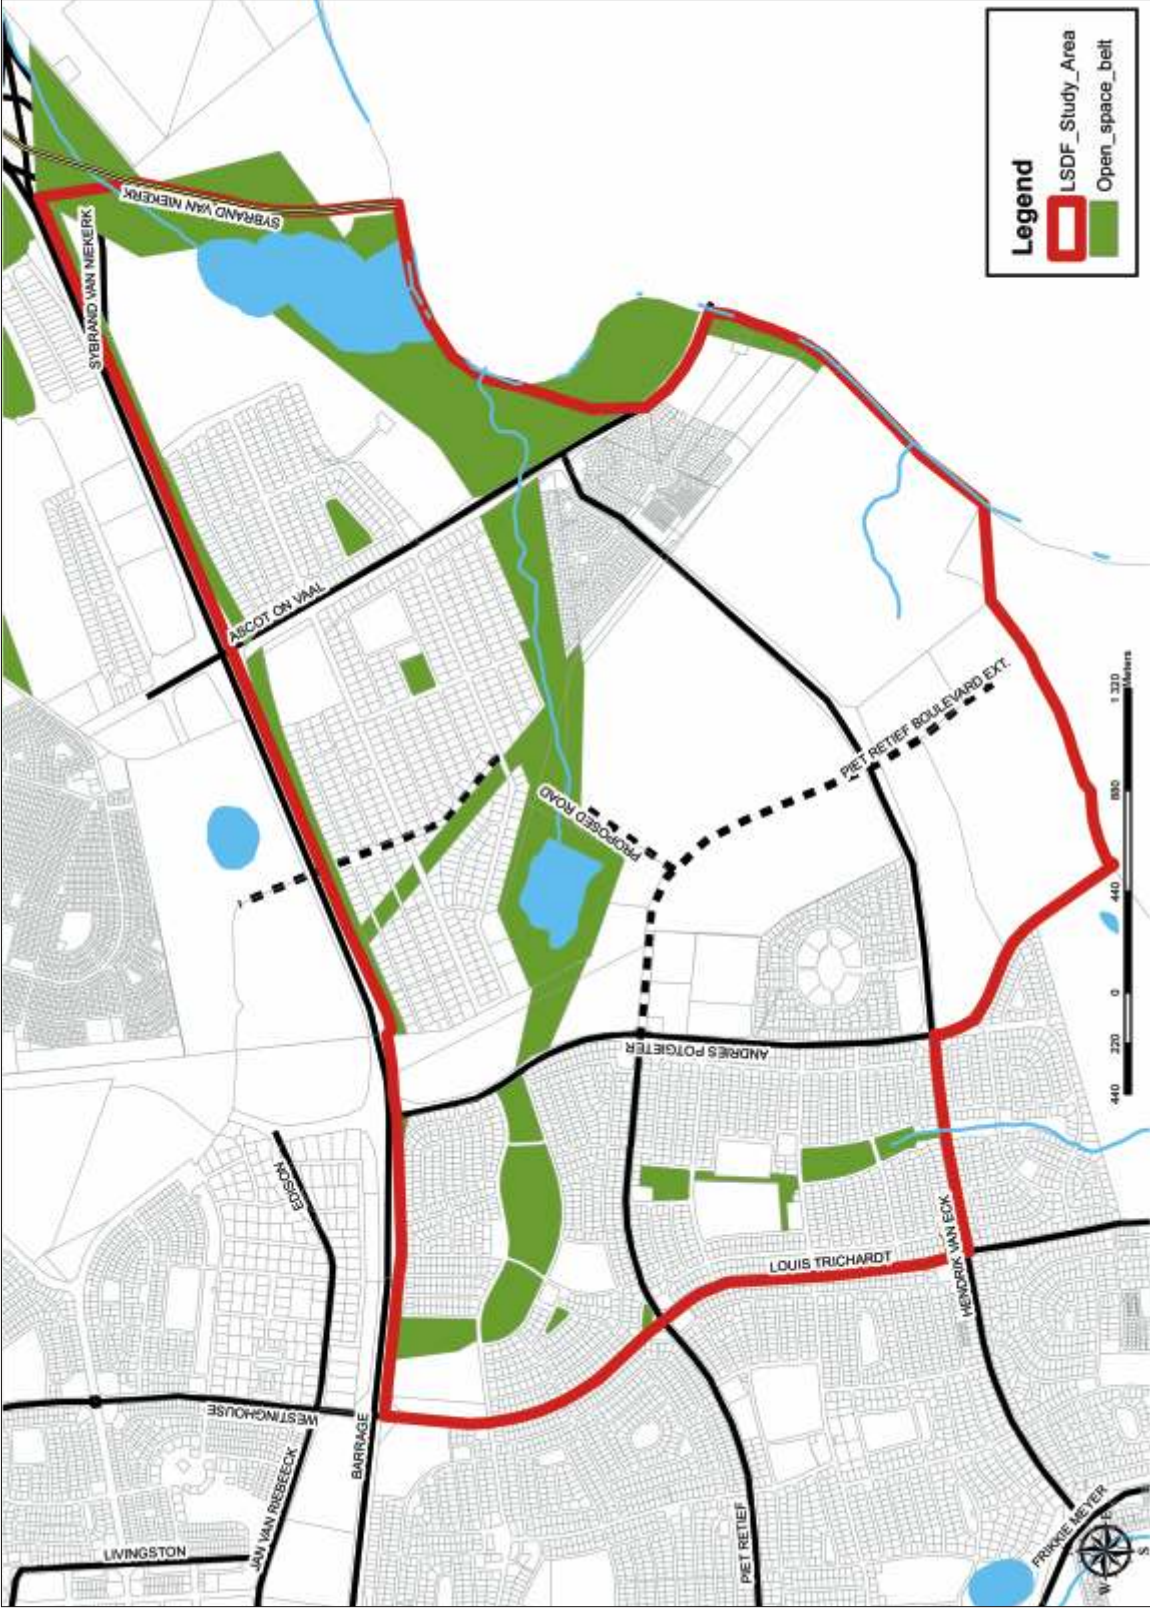 Legend
LSDF_Study_Area
Open_space_belt
SYBRAND VAN NIEKERK
SYBRAND VAN NIEKERK
ASCOT ON VAAL
PIET RETIEF BOULEVARD EXT.
PROPOSED ROAD
ANDRIES POTGIETER
EDISON
LOUIS TRICHARDT
HENDRIK VAN ECK
WESTINGHOUSE
BARRAGE
JAN VAN RIEBEECK
LIVINGSTON
PIET RETIEF
FRIKKIE MEYER
440 220 0 440 880 1 320
Meters
W
E
S